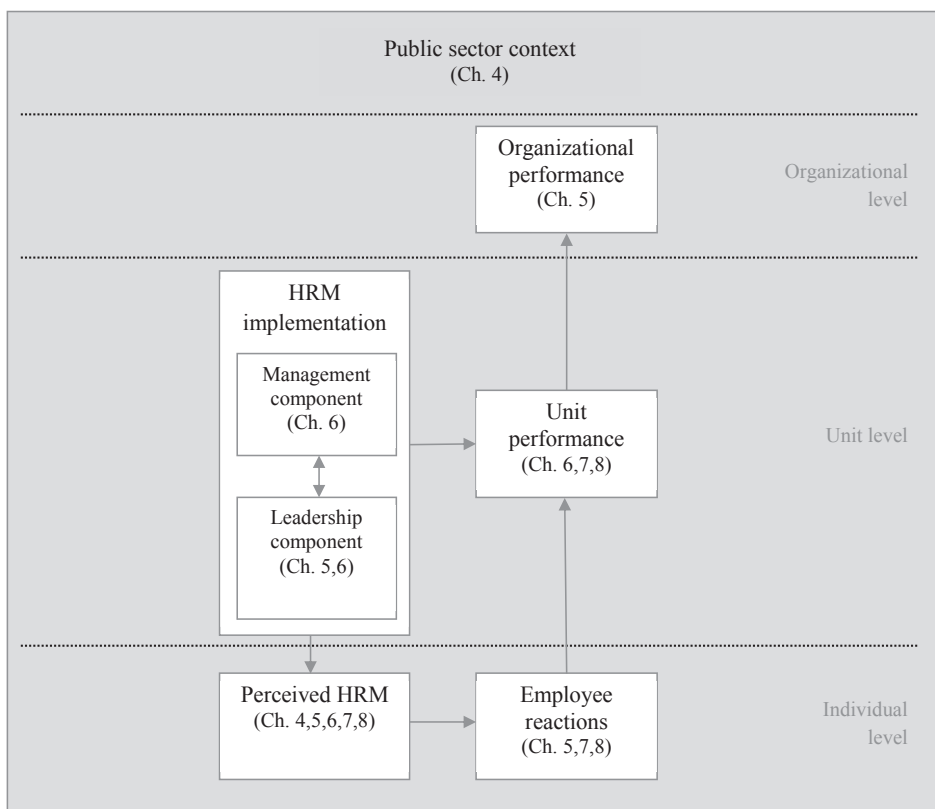 Public sector context
(Ch. 4)
Organizational
performance
(Ch. 5)
Organizational
level
HRM
implementation
Management
component
(Ch. 6)
Leadership
component
(Ch. 5,6)
Unit
performance
(Ch. 6,7,8)
Unit level
Perceived HRM
(Ch. 4,5,6,7,8)
Employee
reactions
(Ch. 5,7,8)
Individual
level